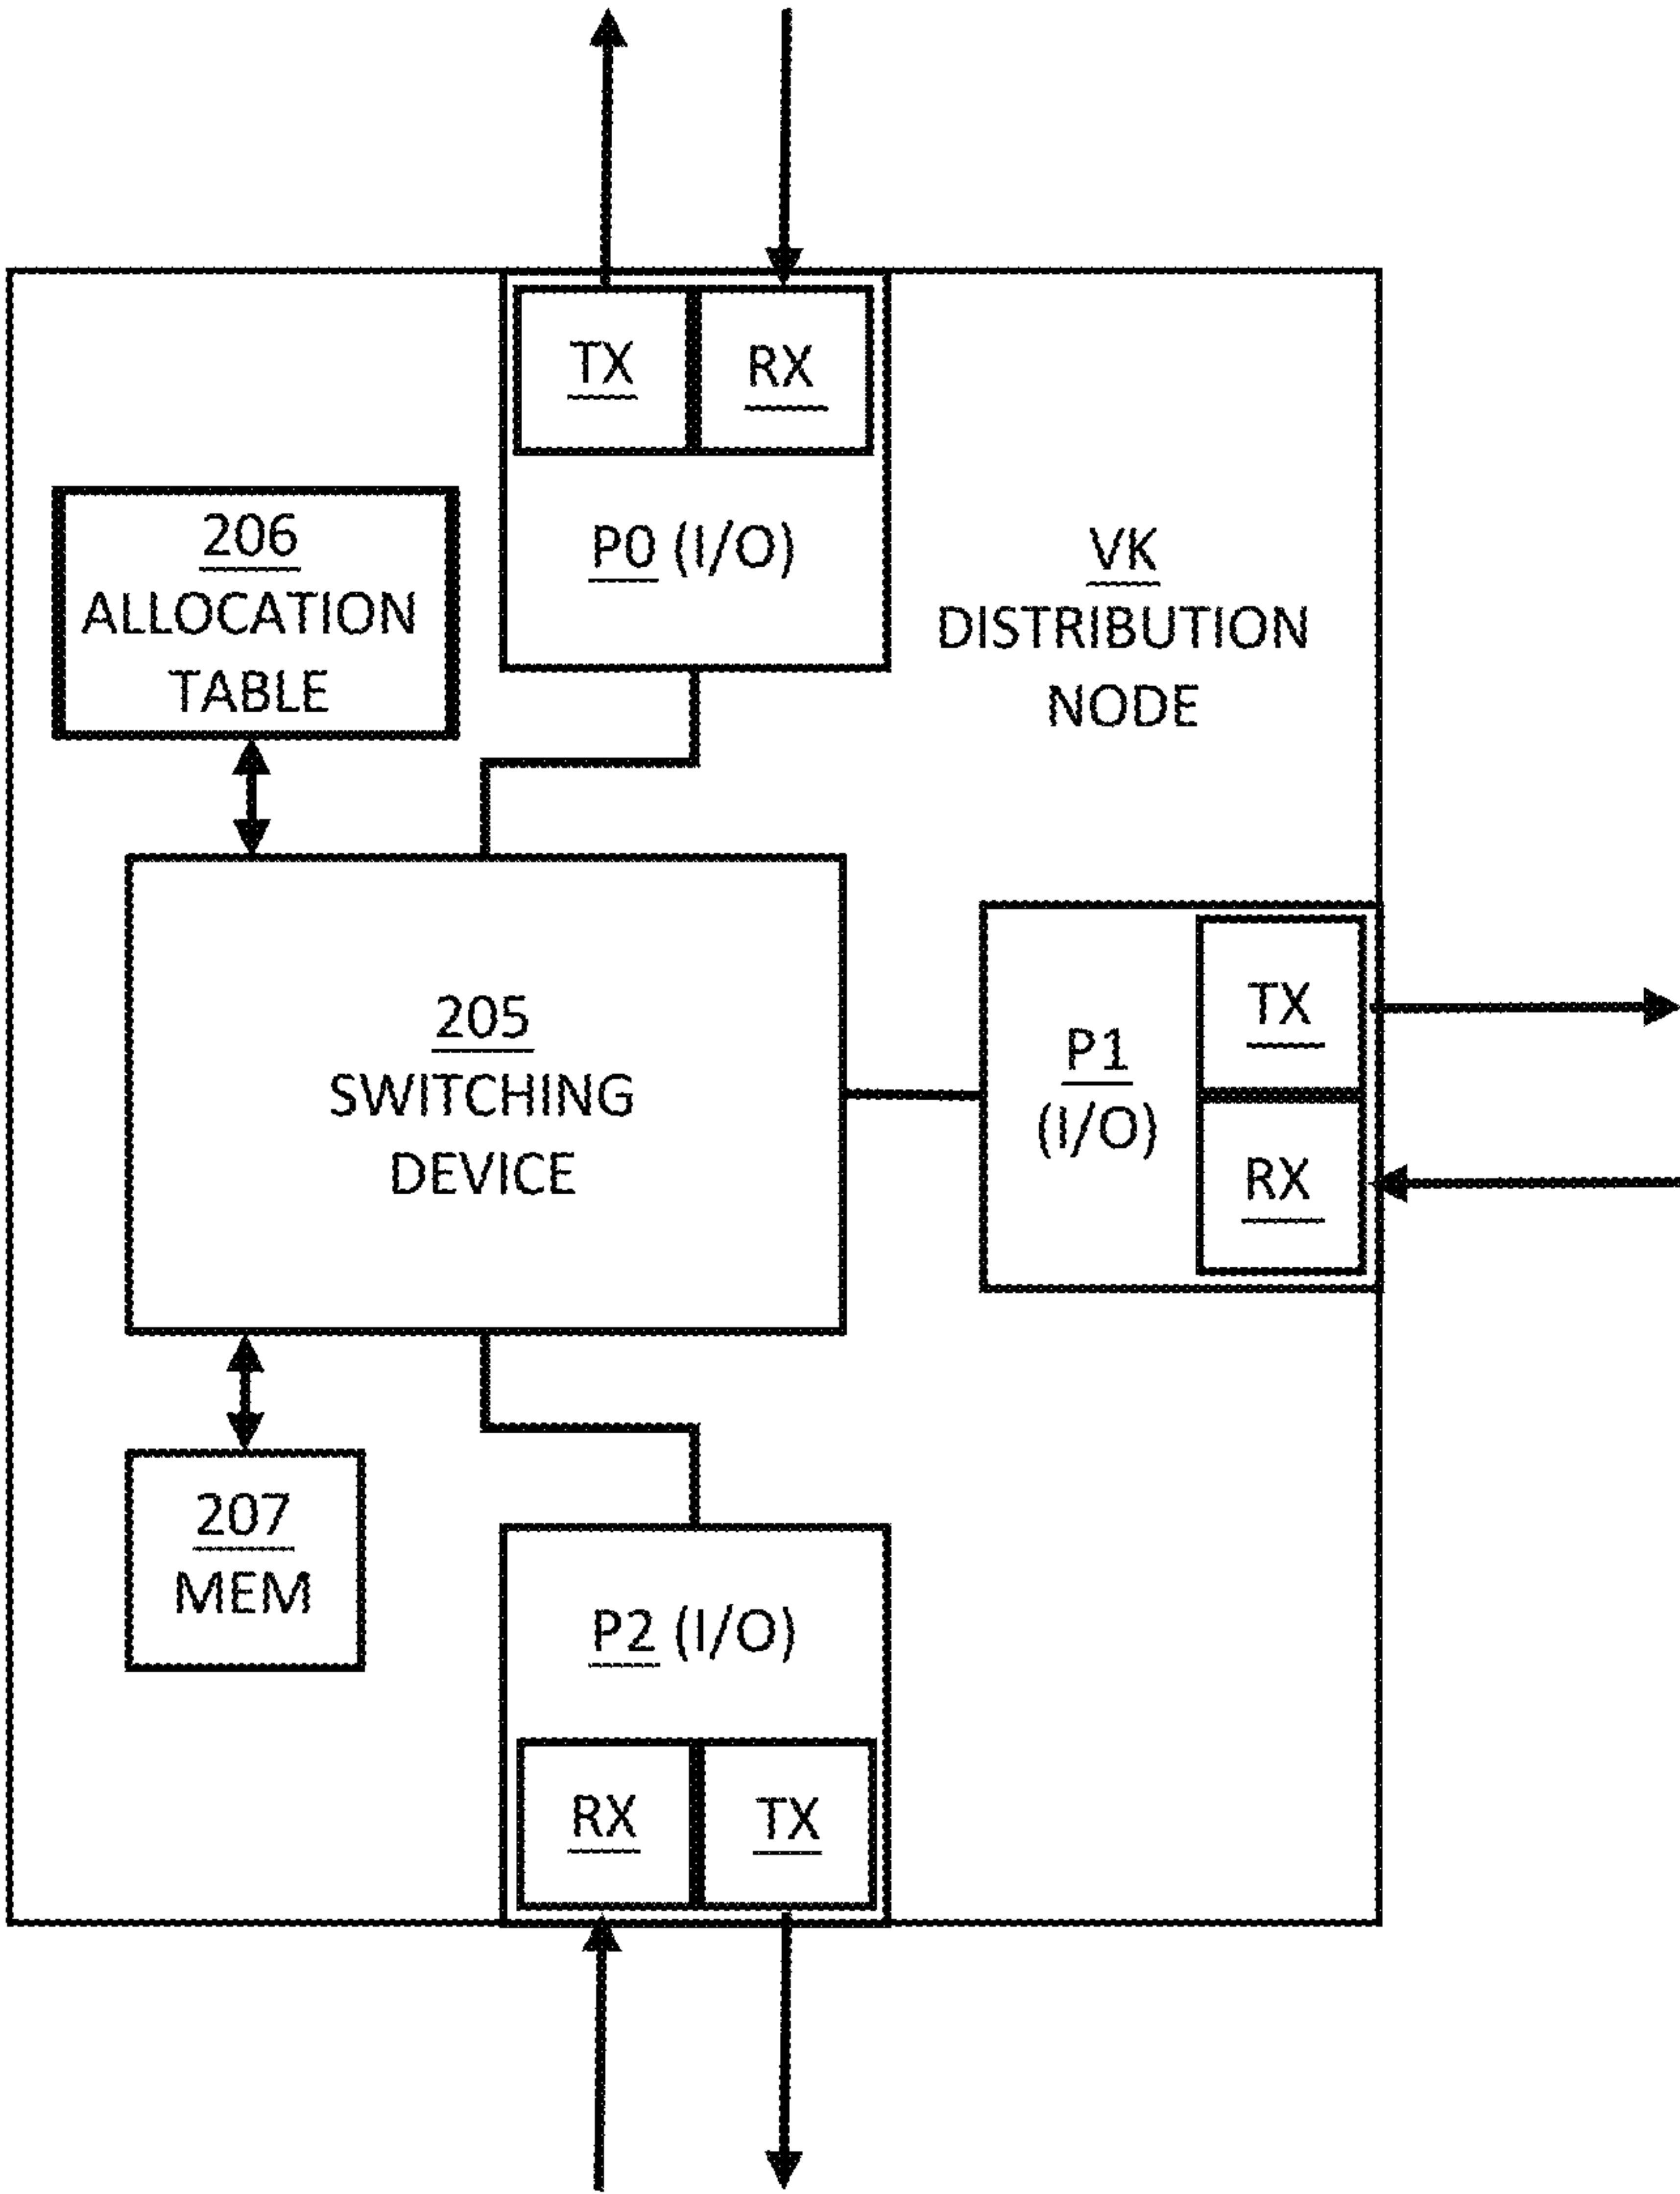 TX
RX
P0 (I/O)
206
ALLOCATION
TABLE
VK
DISTRIBUTION
NODE
205
SWITCHING
DEVICE
P1
(I/O)
TX
RX
207
MEM
P2 (I/O)
RX
TX